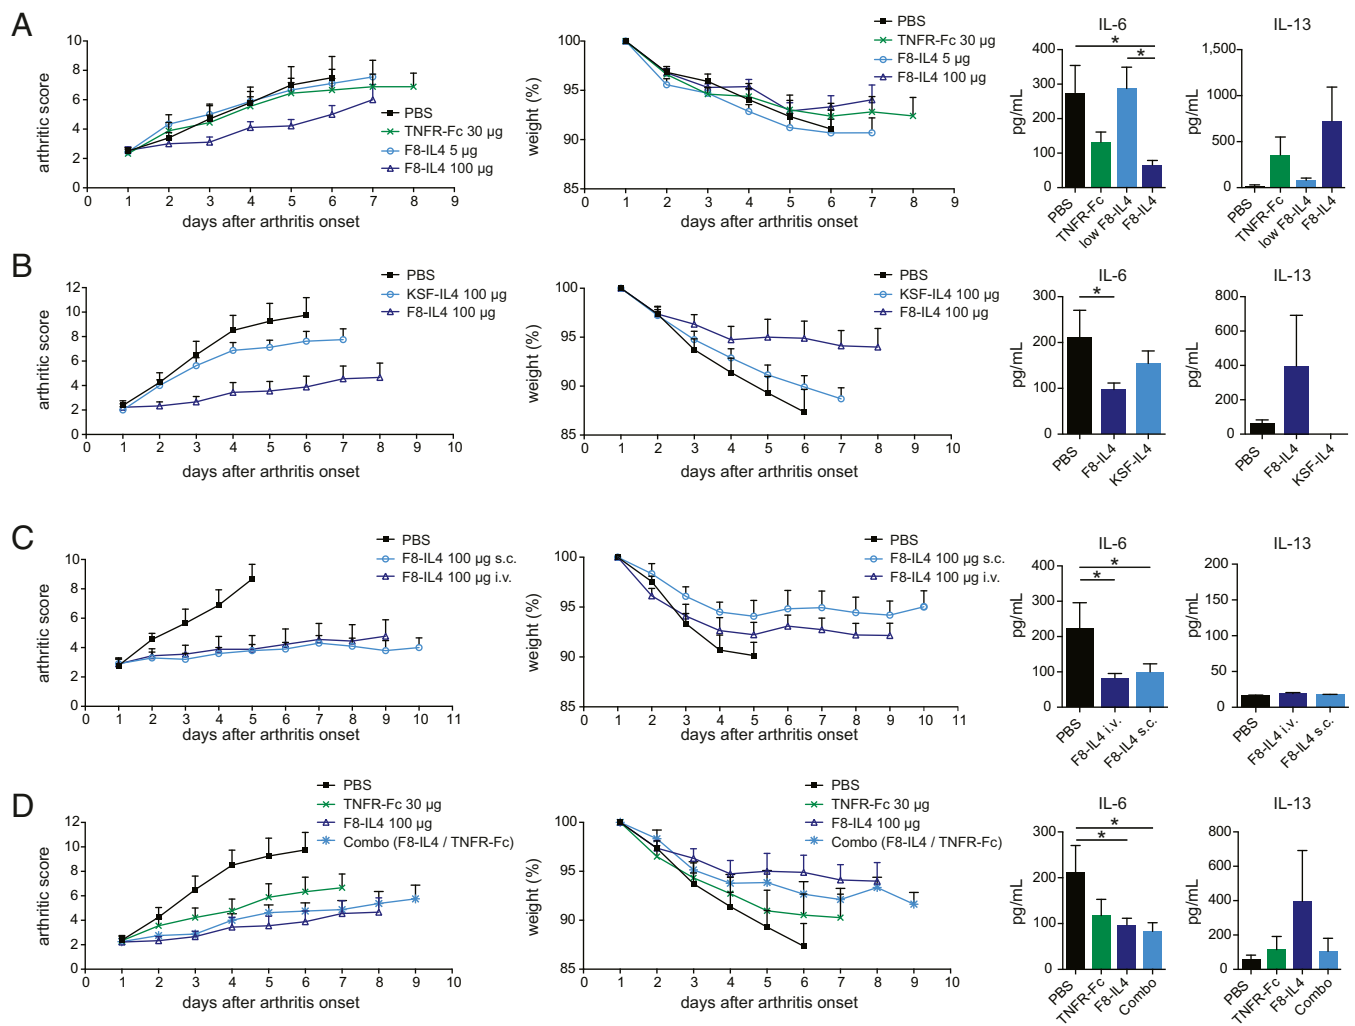 A
arthritic score
10
8
6
4
2
0
0 1 2 3 4 5 6 7 8 9
days after arthritis onset
PBS
TNFR-Fc 30 µg
F8-IL4 5 µg
F8-IL4 100 µg
weight (%)
100
95
90
85
0 1 2 3 4 5 6 7 8 9
days after arthritis onset
PBS
TNFR-Fc 30 µg
F8-IL4 5 µg
F8-IL4 100 µg
IL-6
pg/mL
400
300
200
100
0
* *
PBS
TNFR-Fc
low F8-IL4
F8-IL4
IL-13
pg/mL
1,500
1000
500
0
PBS
TNFR-Fc
low F8-IL4
F8-IL4
B
arthritic score
12
10
8
6
4
2
0
0 1 2 3 4 5 6 7 8 9 10
days after arthritis onset
PBS
KSF-IL4 100 µg
F8-IL4 100 µg
weight (%)
100
95
90
85
0 1 2 3 4 5 6 7 8 9 10
days after arthritis onset
PBS
KSF-IL4 100 µg
F8-IL4 100 µg
IL-6
pg/mL
300
200
100
0
*
PBS
F8-IL4
KSF-IL4
IL-13
pg/mL
800
600
400
200
0
PBS
F8-IL4
KSF-IL4
C
arthritic score
10
8
6
4
2
0
0 1 2 3 4 5 6 7 8 9 10 11
days after arthritis onset
PBS
F8-IL4 100 µg s.c.
F8-IL4 100 µg i.v.
weight (%)
100
95
90
85
0 1 2 3 4 5 6 7 8 9 10 11
days after arthritis onset
PBS
F8-IL4 100 µg s.c.
F8-IL4 100 µg i.v.
IL-6
pg/mL
400
300
200
100
0
* *
PBS
F8-IL4 i.v.
F8-IL4 s.c.
IL-13
pg/mL
200
150
100
50
0
PBS
F8-IL4 i.v.
F8-IL4 s.c.
D
arthritic score
12
10
8
6
4
2
0
0 1 2 3 4 5 6 7 8 9 10
days after arthritis onset
PBS
TNFR-Fc 30 µg
F8-IL4 100 µg
Combo (F8-IL4 / TNFR-Fc)
weight (%)
100
95
90
85
0 1 2 3 4 5 6 7 8 9 10
days after arthritis onset
PBS
TNFR-Fc 30 µg
F8-IL4 100 µg
Combo (F8-IL4 / TNFR-Fc)
IL-6
pg/mL
300
200
100
0
* *
PBS
TNFR-Fc
F8-IL4
Combo
IL-13
pg/mL
800
600
400
200
0
PBS
TNFR-Fc
F8-IL4
Combo